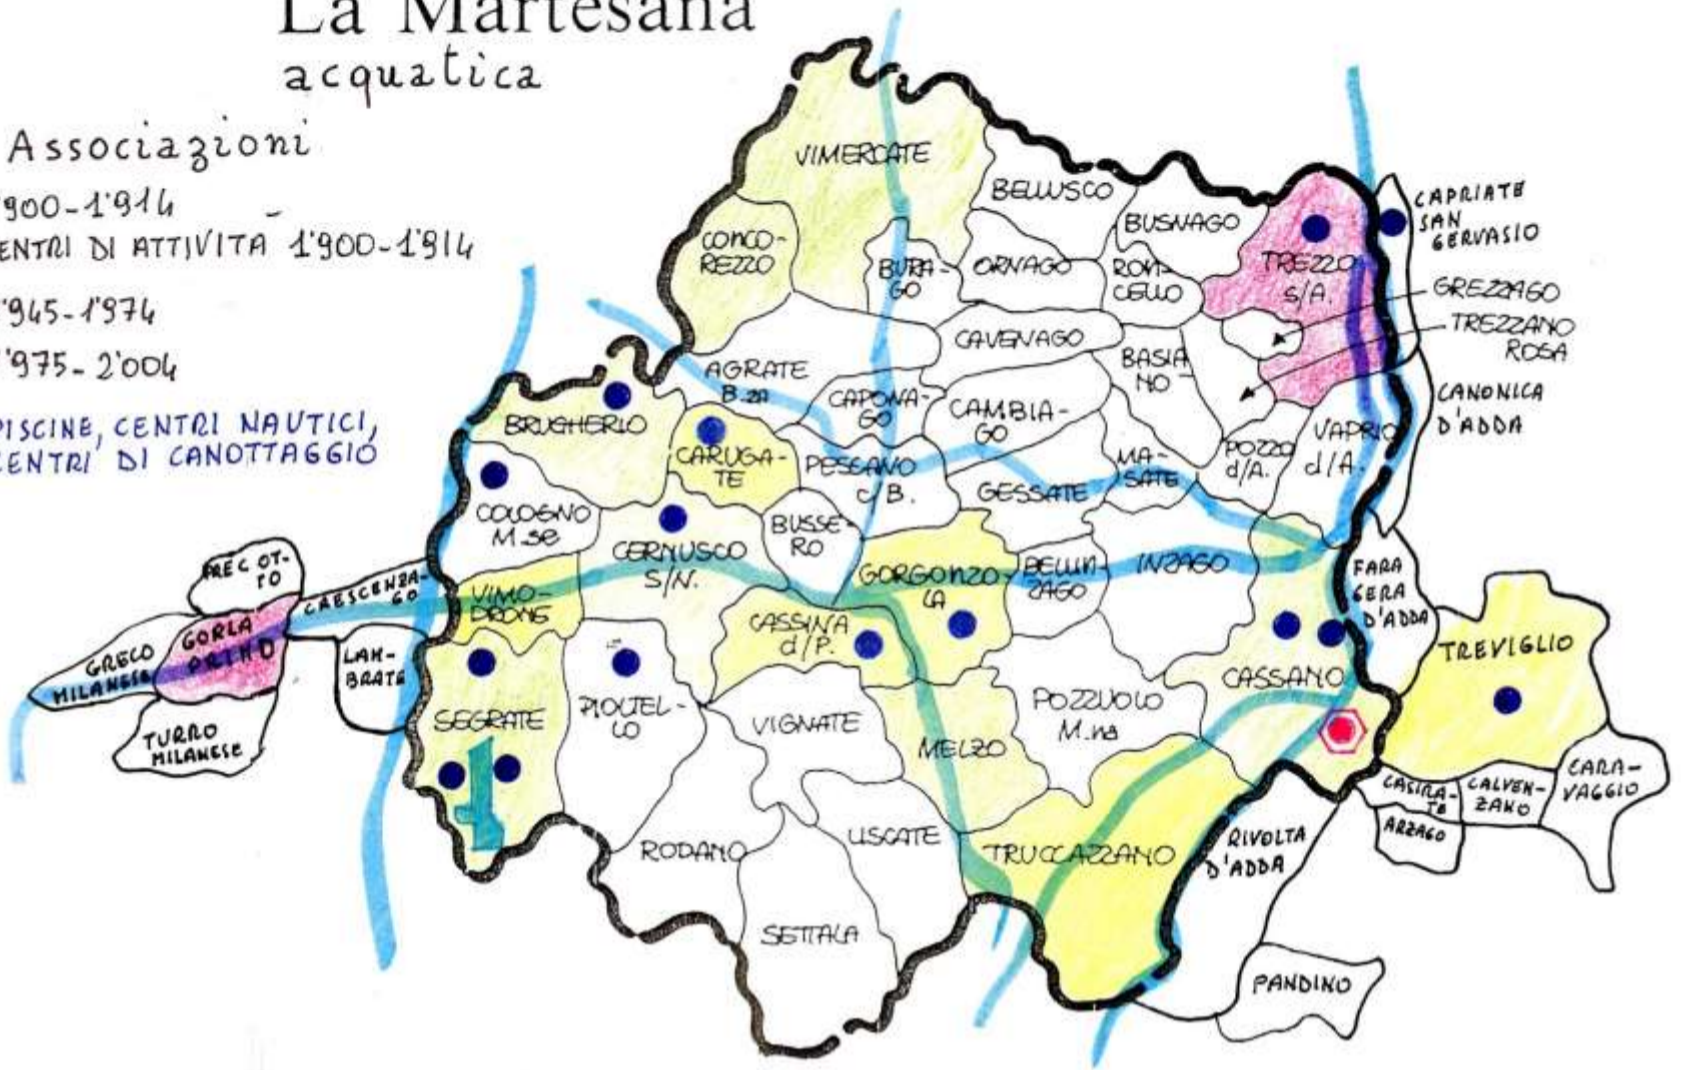 La Martesana
acquatica
Associazioni
900-1'914
ENTRI DI ATTIVITA 1'900-1'914
'945-1'974
'975-2'004
PISCINE, CENTRI NAUTICI,
CENTRI DI CANOTTAGGIO
VIMERCATE
BELLUSCO
BUSNAGO
CAPRIATE
SAN
GERVASIO
CONCO-
REZZO
BURA-
GO
ORNAGO
RON-
CELLO
TREZZO
S/A.
GREZZAGO
TREZZANO
ROSA
AGRATE
B.za
CAVENAGO
BASIA
NO
CAPONA-
GO
CAMBIA-
GO
CANONICA
D'ADDA
BRUGHERIO
CARUGA-
TE
PESSANO
c/B.
GESSATE
MA-
SATE
POZZO
d/A.
VAPRIO
d/A.
COLOGNO
M.se
CERNUSCO
S/N.
BUSSE-
RO
GORGONZO-
LA
BELLIN-
ZAGO
INZAGO
FARA
GERA
D'ADDA
PREC OT-
TO
CRESCENZA-
GO
VIMO-
DRONE
GRECO
MILANESE
GORLA
PRIMO
LAM-
BRATE
TURRO
MILANESE
CASSINA
d/P.
CASSANO
TREVIGLIO
SEGRATE
PIOLTEL-
LO
VIGNATE
MELZO
POZZUOLO
M.na
CASIRA-
TE
CALVEN-
ZANO
CARA-
VAGGIO
ARZAGO
RODANO
LISCATE
TRUCCAZZANO
RIVOLTA
D'ADDA
SETTALA
PANDINO